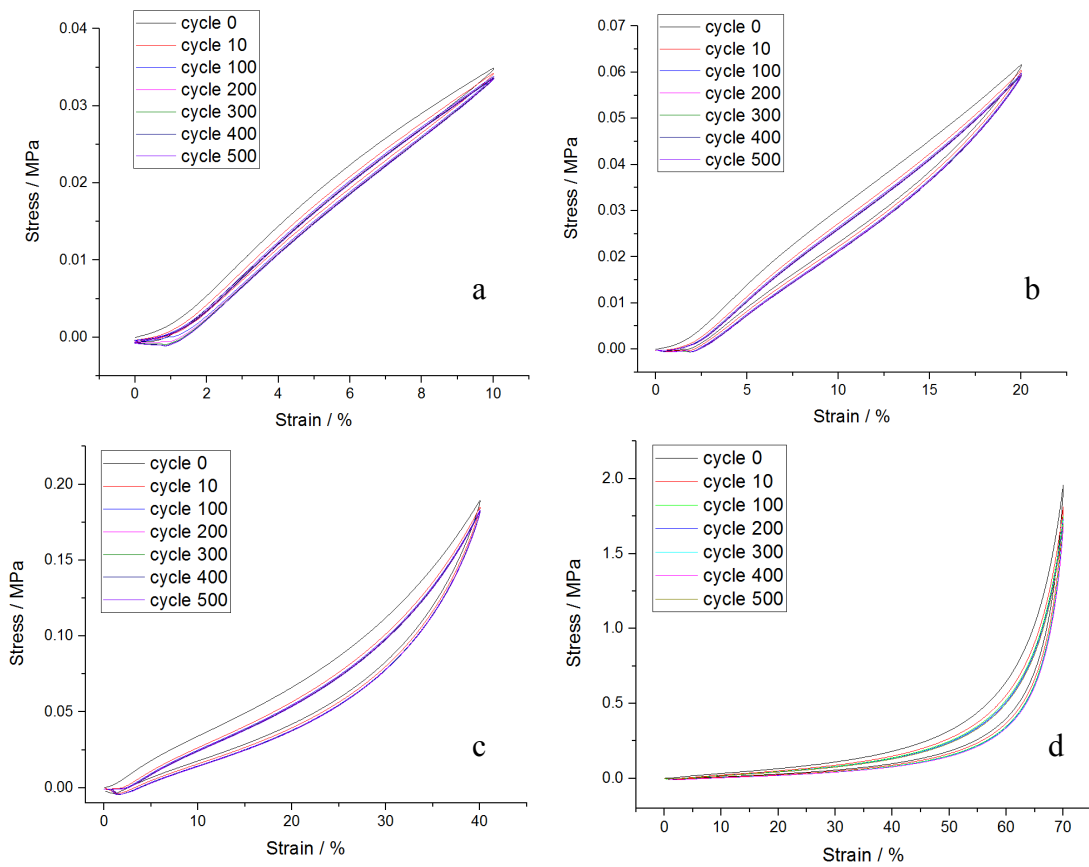 0.04
0.03
0.02
0.01
0.00
Stress / MPa
cycle 0
cycle 10
cycle 100
cycle 200
cycle 300
cycle 400
cycle 500
a
0 2 4 6 8 10
Strain / %
0.07
0.06
0.05
0.04
0.03
0.02
0.01
0.00
Stress / MPa
cycle 0
cycle 10
cycle 100
cycle 200
cycle 300
cycle 400
cycle 500
b
0 5 10 15 20
Strain / %
0.20
0.15
0.10
0.05
0.00
Stress / MPa
cycle 0
cycle 10
cycle 100
cycle 200
cycle 300
cycle 400
cycle 500
c
0 10 20 30 40
Strain / %
2.0
1.5
1.0
0.5
0.0
Stress / MPa
cycle 0
cycle 10
cycle 100
cycle 200
cycle 300
cycle 400
cycle 500
d
0 10 20 30 40 50 60 70
Strain / %